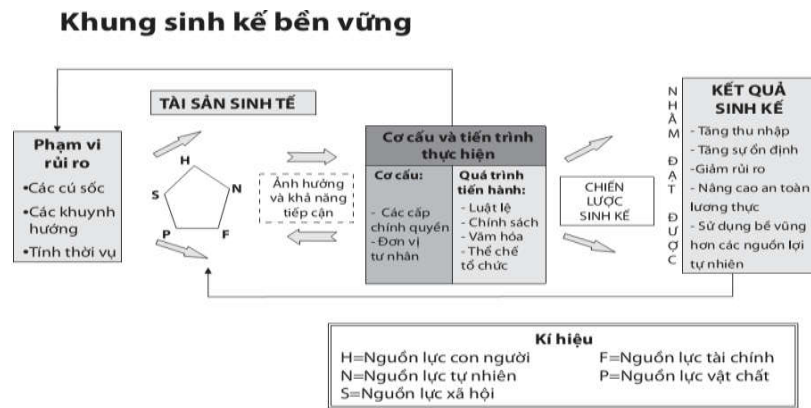 Khung sinh kế bền vững
TÀI SẢN SINH TẾ
Phạm vi
rủi ro
•Các cú sốc
•Các khuynh
hướng
•Tính thời vụ
H
S
N
P
F
Ảnh hưởng
và khả năng
tiếp cận
Cơ cấu và tiến trình
thực hiện
Cơ cấu:
- Các cấp
chính quyền
- Đơn vị
tư nhân
Quá trình
tiến hành:
- Luật lệ
- Chính sách
- Văm hóa
- Thể chế
tổ chức
CHIẾN
LƯỢC
SINH KẾ
NHÀM ĐẠT ĐƯỢC
KẾT QUẢ
SINH KẾ
- Tăng thu nhập
- Tăng sự ổn định
-Giảm rủi ro
- Nâng cao an toàn
lương thực
- Sử dụng bề vũng
hơn các nguồn lợi
tự nhiên
Kí hiệu
H=Nguồn lực con người
F=Nguồn lực tài chính
N=Nguồn lực tự nhiên
P=Nguồn lực vật chất
S=Nguồn lực xã hội